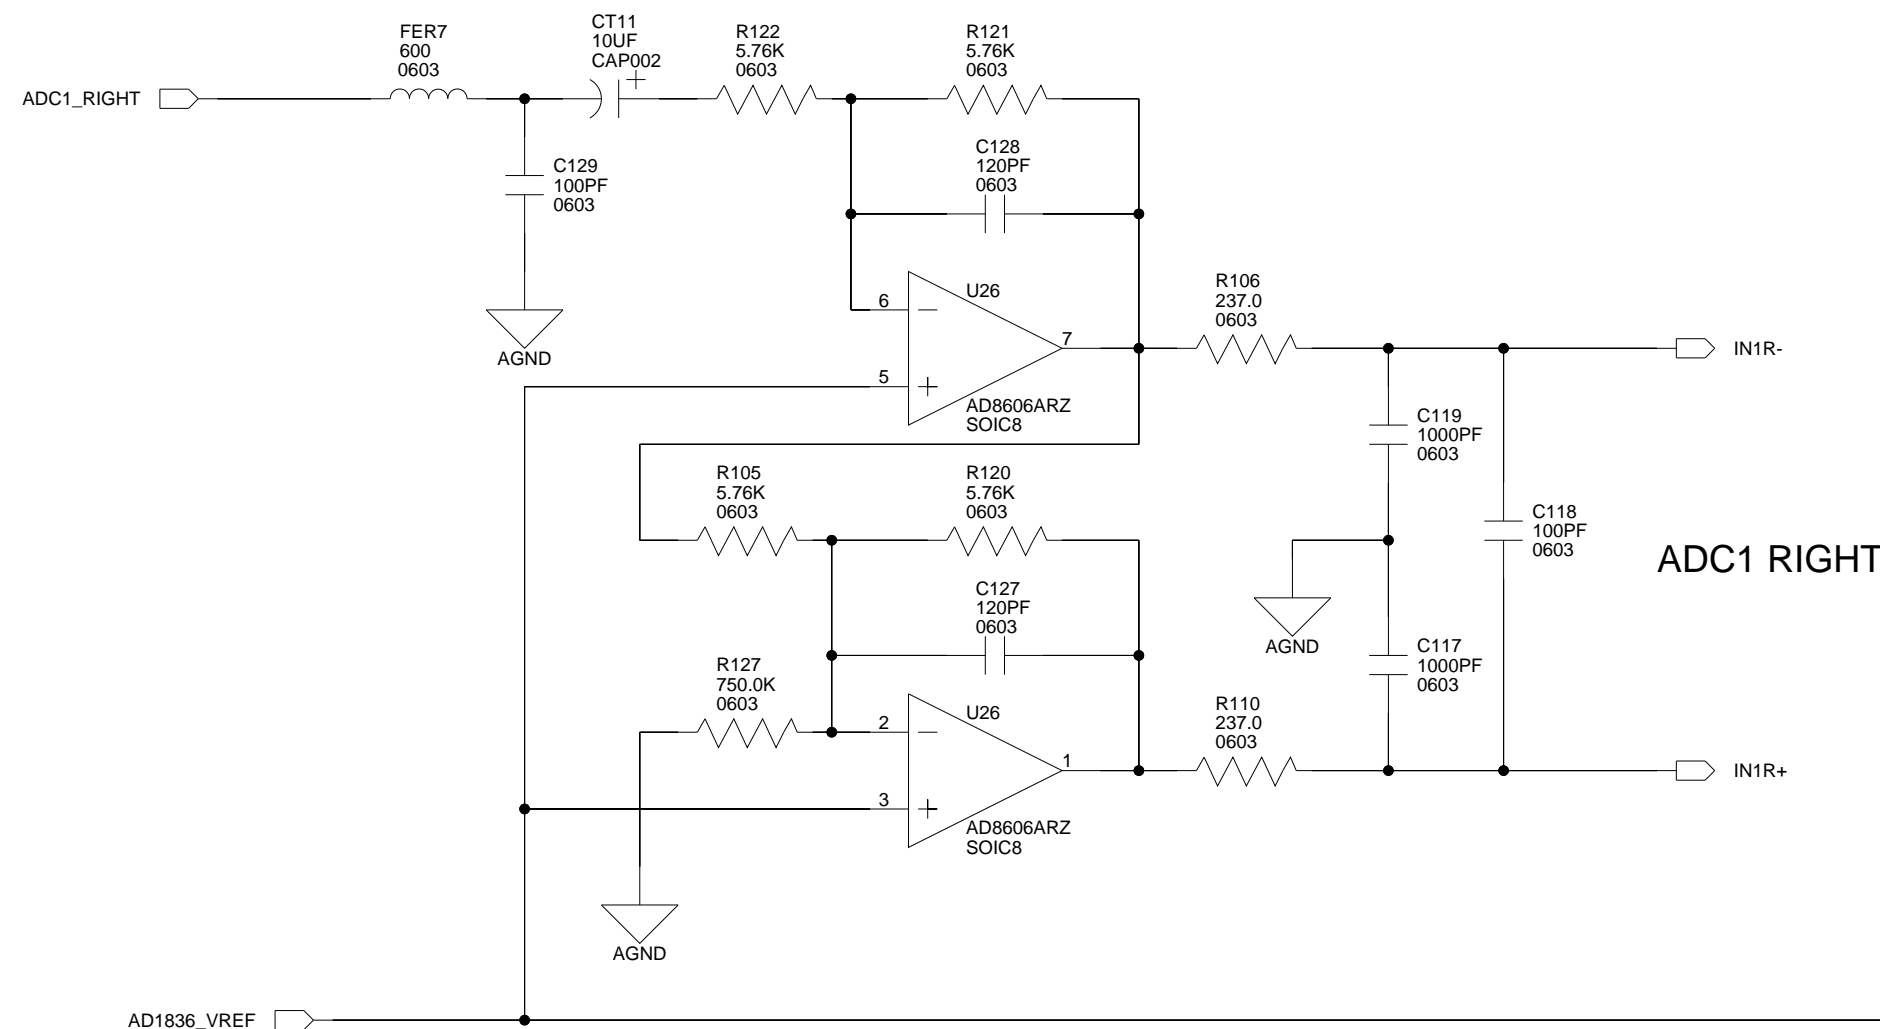 FER7
600
0603
CT11
10UF
CAP002
+
R122
5.76K
0603
R121
5.76K
0603
ADC1_RIGHT
C129
100PF
0603
AGND
C128
120PF
0603
U26
6
−
7
5
+
AD8606ARZ
SOIC8
R106
237.0
0603
IN1R-
C119
1000PF
0603
R105
5.76K
0603
R120
5.76K
0603
C118
100PF
0603
ADC1 RIGHT
C127
120PF
0603
AGND
C117
1000PF
0603
R127
750.0K
0603
U26
2
−
1
3
+
AD8606ARZ
SOIC8
R110
237.0
0603
IN1R+
AGND
AD1836_VREF